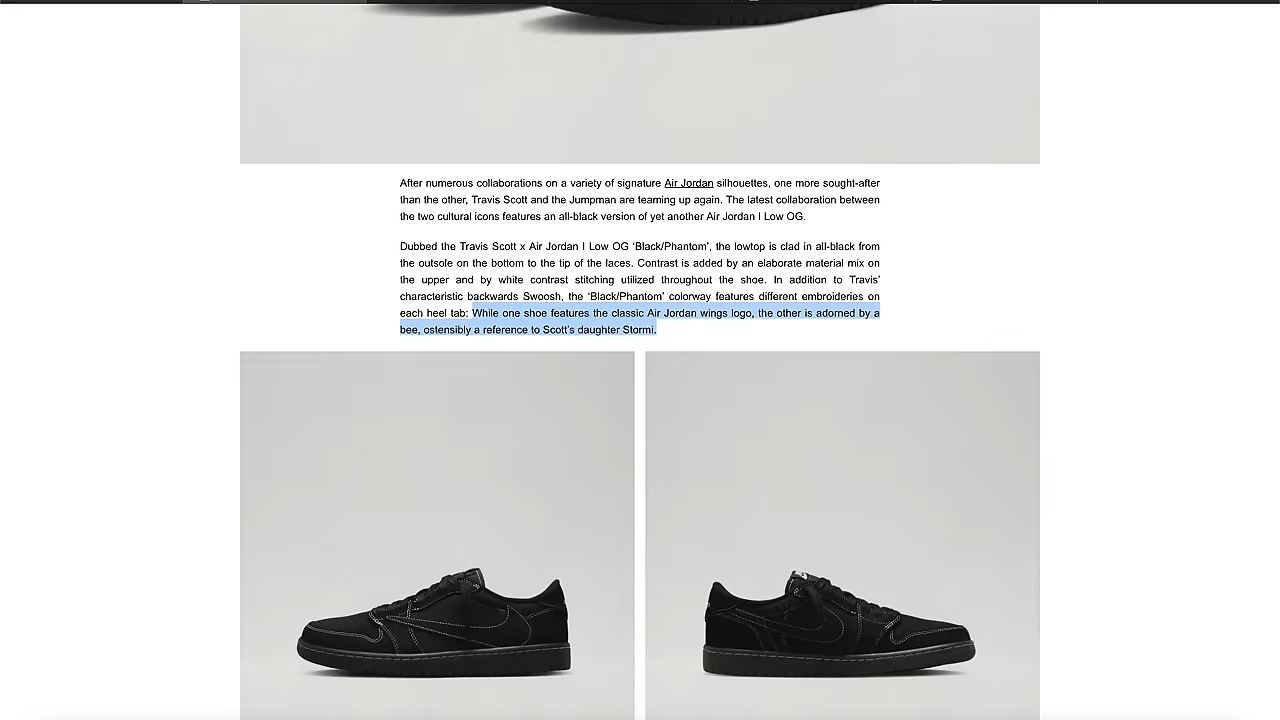 After numerous collaborations on a variety of signature Air Jordan silhouettes, one more sought-after
than the other, Travis Scott and the Jumpman are teaming up again. The latest collaboration between
the two cultural icons features an all-black version of yet another Air Jordan I Low OG.
Dubbed the Travis Scott x Air Jordan I Low OG ‘Black/Phantom’, the lowtop is clad in all-black from
the outsole on the bottom to the tip of the laces. Contrast is added by an elaborate material mix on
the upper and by white contrast stitching utilized throughout the shoe. In addition to Travis’
characteristic backwards Swoosh, the ‘Black/Phantom’ colorway features different embroideries on
each heel tab: While one shoe features the classic Air Jordan wings logo, the other is adorned by a
bee, ostensibly a reference to Scott’s daughter Stormi.